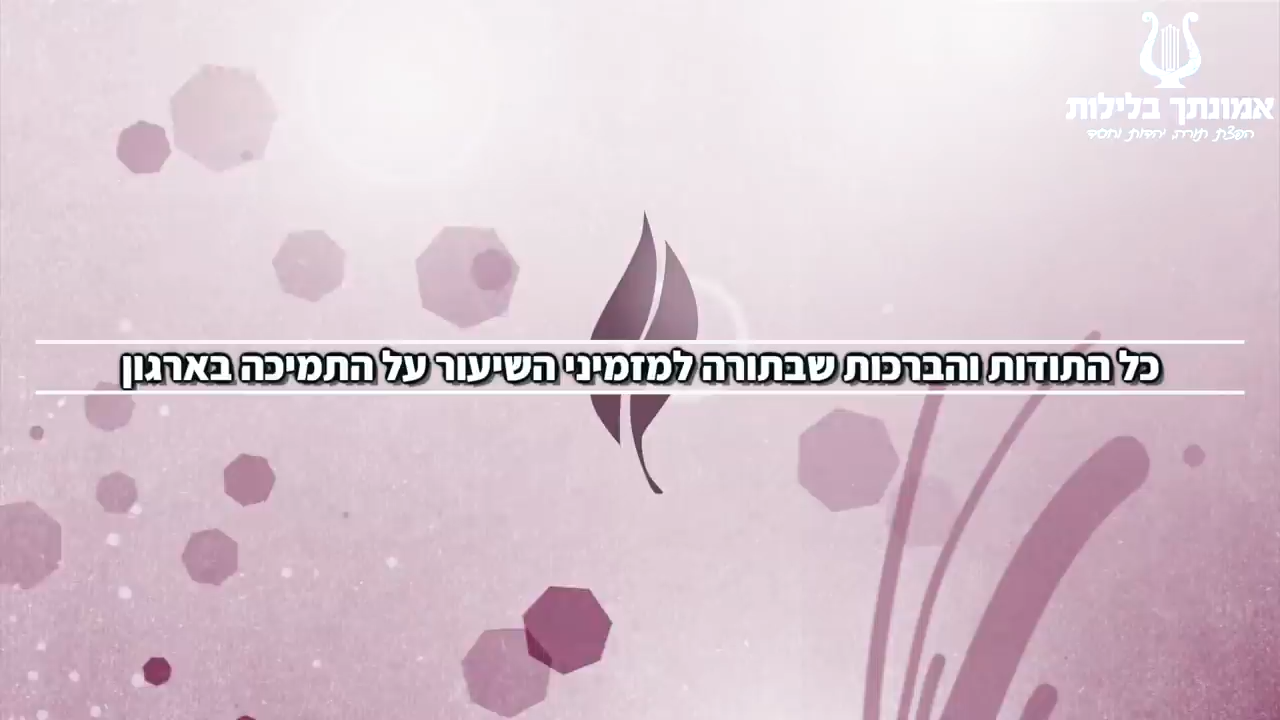 אמונתך בלילות
הפצת תורה, יהדות וחסד
כל התודות והברכות שבתורה למזמיני השיעור על התמיכה בארגון